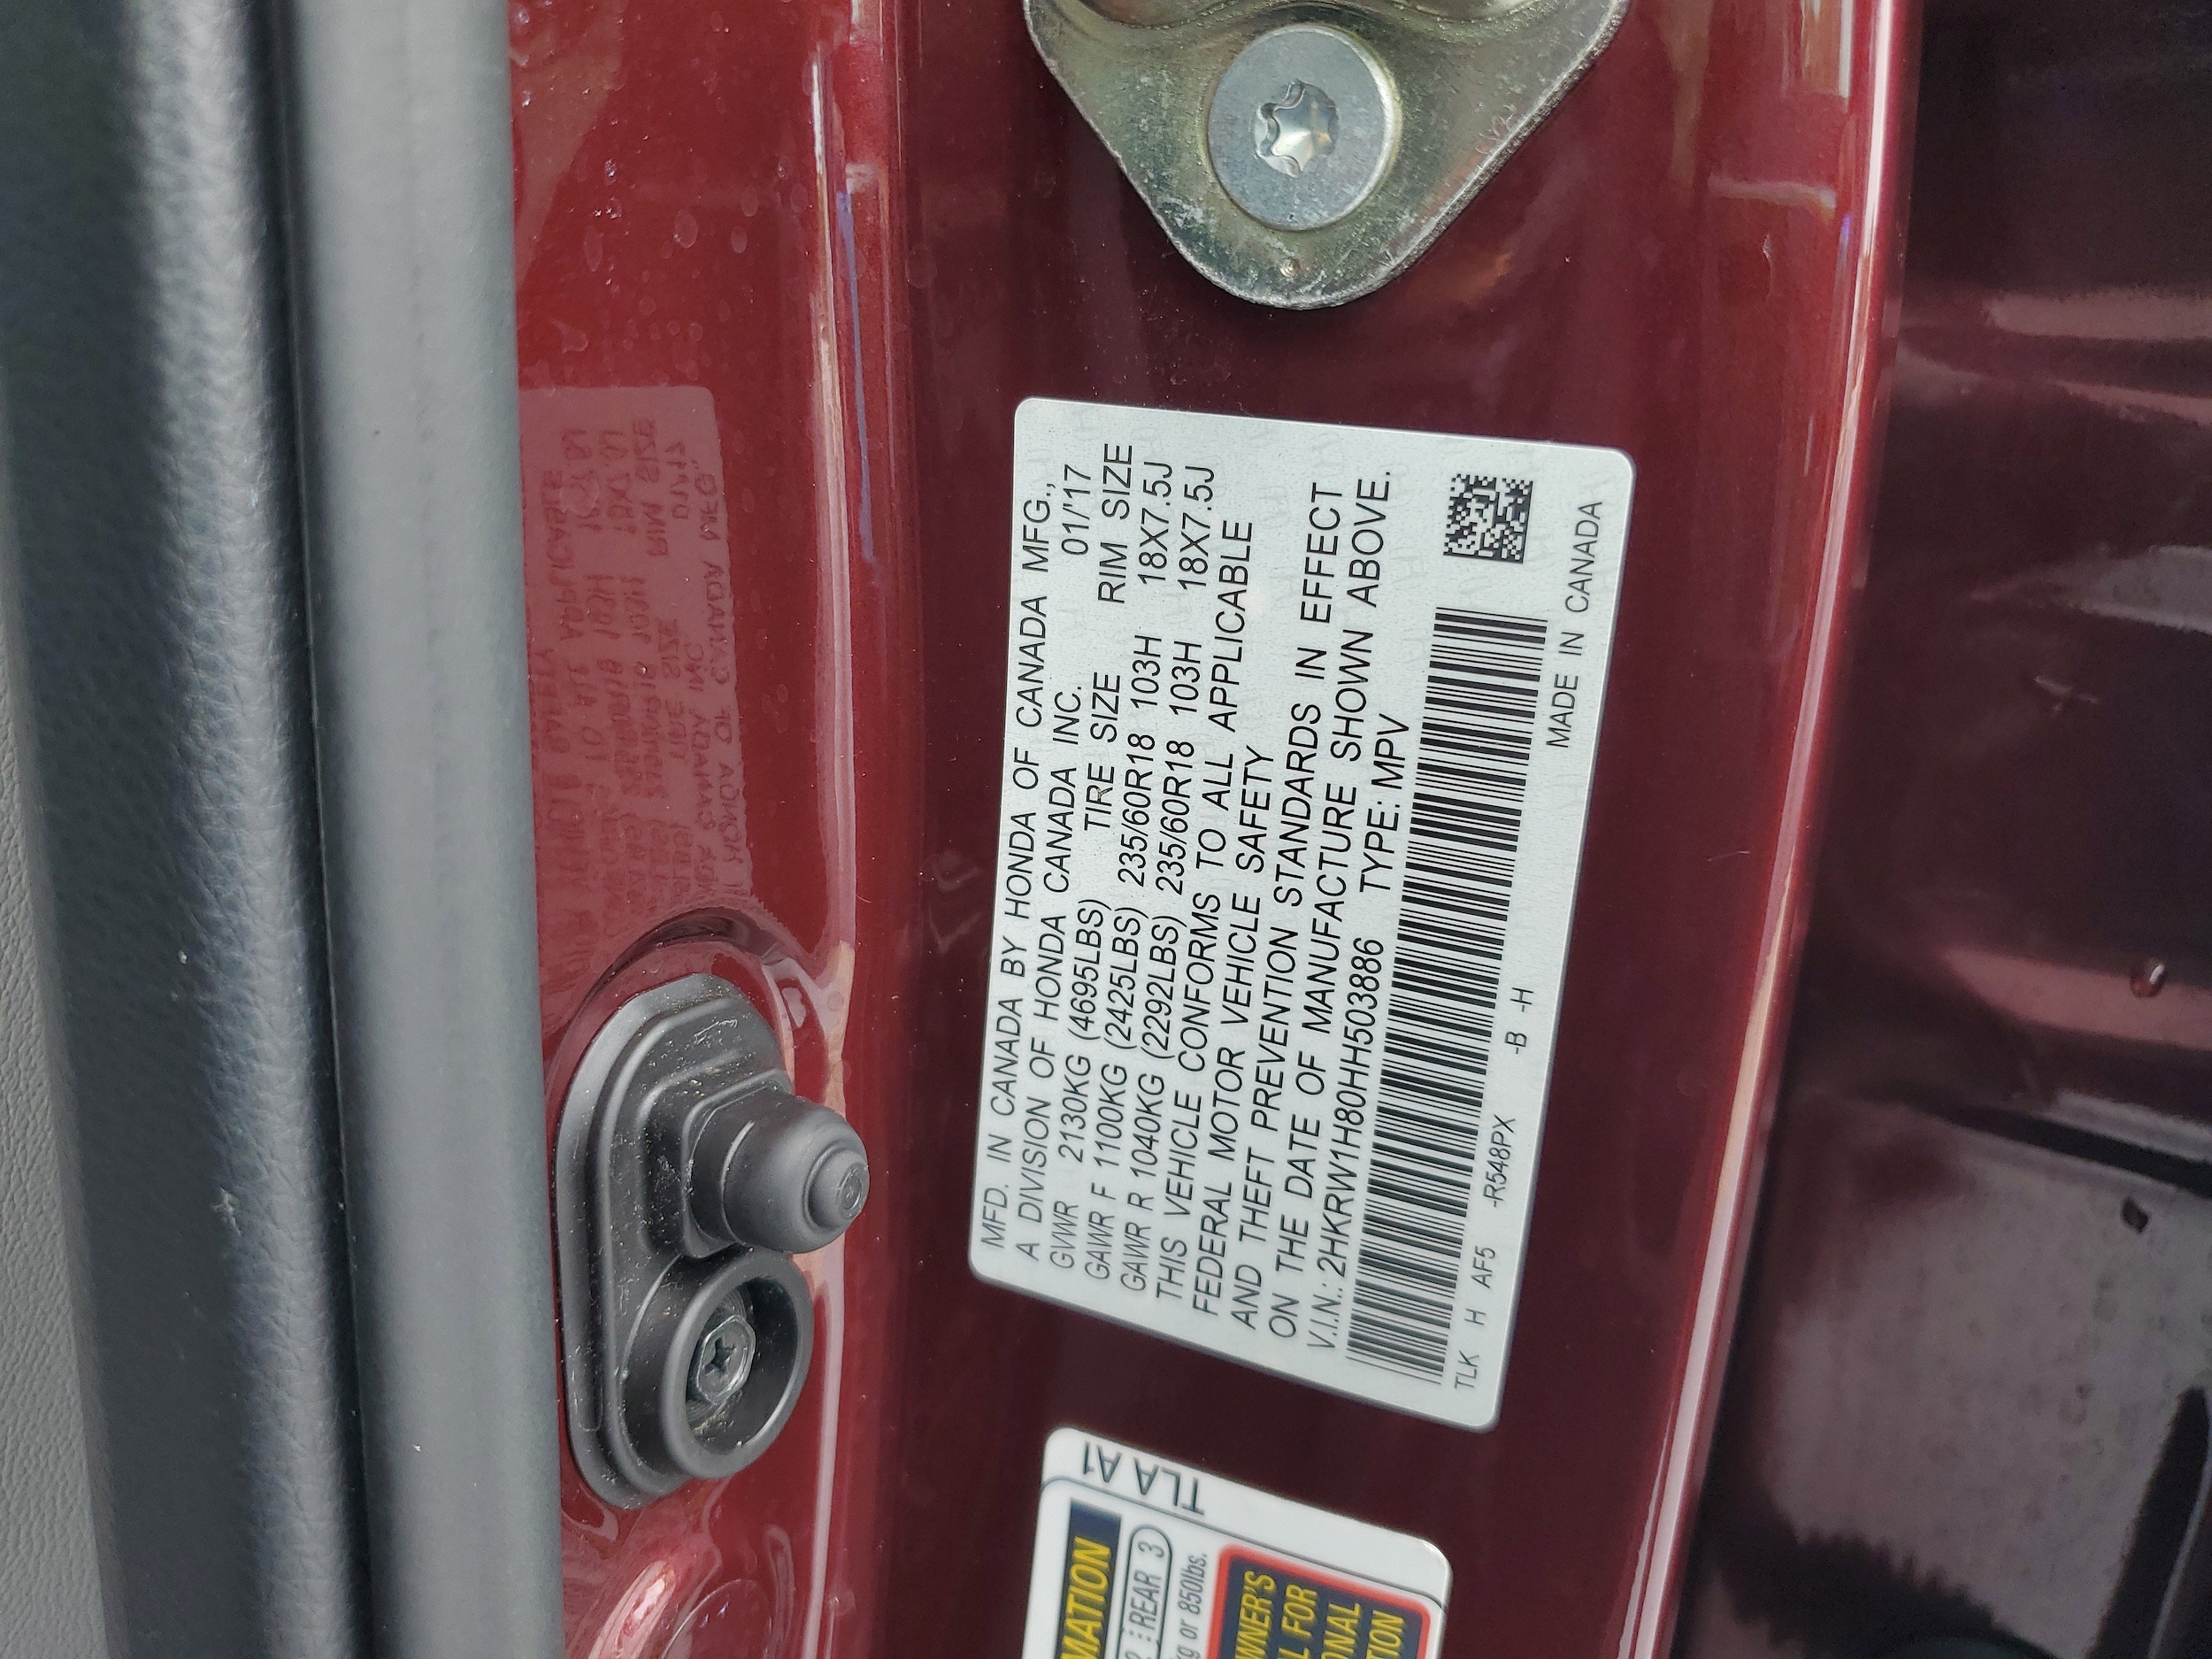 MFD. IN CANADA BY HONDA OF CANADA MFG.,
A DIVISION OF HONDA CANADA INC. 01/'17
GVWR 2130KG (4695LBS) TIRE SIZE RIM SIZE
GAWR F 1100KG (2425LBS) 235/60R18 103H 18X7.5J
GAWR R 1040KG (2292LBS) 235/60R18 103H 18X7.5J
THIS VEHICLE CONFORMS TO ALL APPLICABLE
FEDERAL MOTOR VEHICLE SAFETY
AND THEFT PREVENTION STANDARDS IN EFFECT
ON THE DATE OF MANUFACTURE SHOWN ABOVE.
V.I.N.: 2HKRW1H80HH503886 TYPE: MPV
TLK H AF5 -R548PX -B -H MADE IN CANADA
TLA A1
REAR 3
or 850lbs.